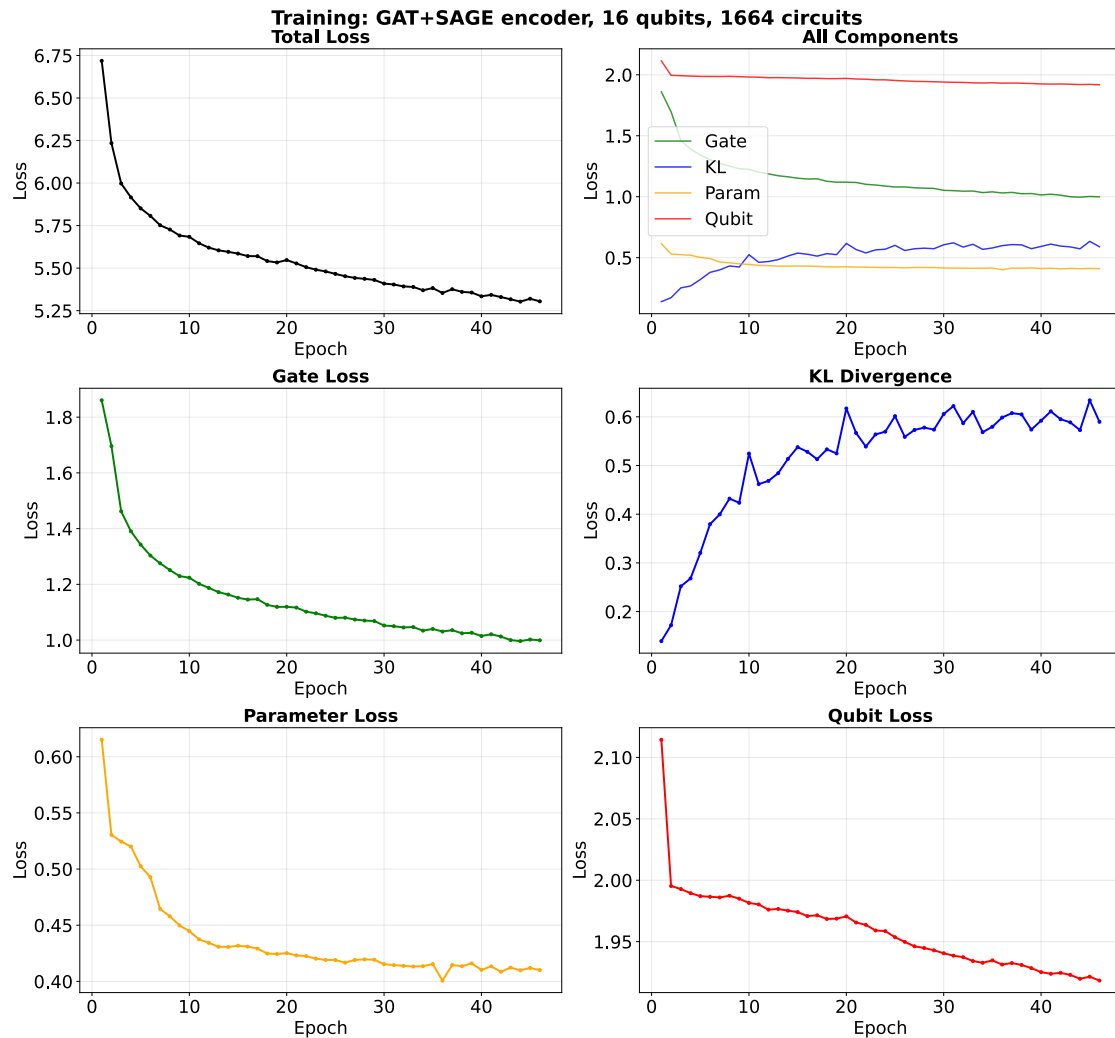 Training: GAT+SAGE encoder, 16 qubits, 1664 circuits
Total Loss
6.75
6.50
6.25
6.00
5.75
5.50
5.25
Loss
0 10 20 30 40
Epoch
All Components
2.0
1.5
1.0
0.5
Loss
Gate
KL
Param
Qubit
0 10 20 30 40
Epoch
Gate Loss
1.8
1.6
1.4
1.2
1.0
Loss
0 10 20 30 40
Epoch
KL Divergence
0.6
0.5
0.4
0.3
0.2
Loss
0 10 20 30 40
Epoch
Parameter Loss
0.60
0.55
0.50
0.45
0.40
Loss
0 10 20 30 40
Epoch
Qubit Loss
2.10
2.05
2.00
1.95
Loss
0 10 20 30 40
Epoch